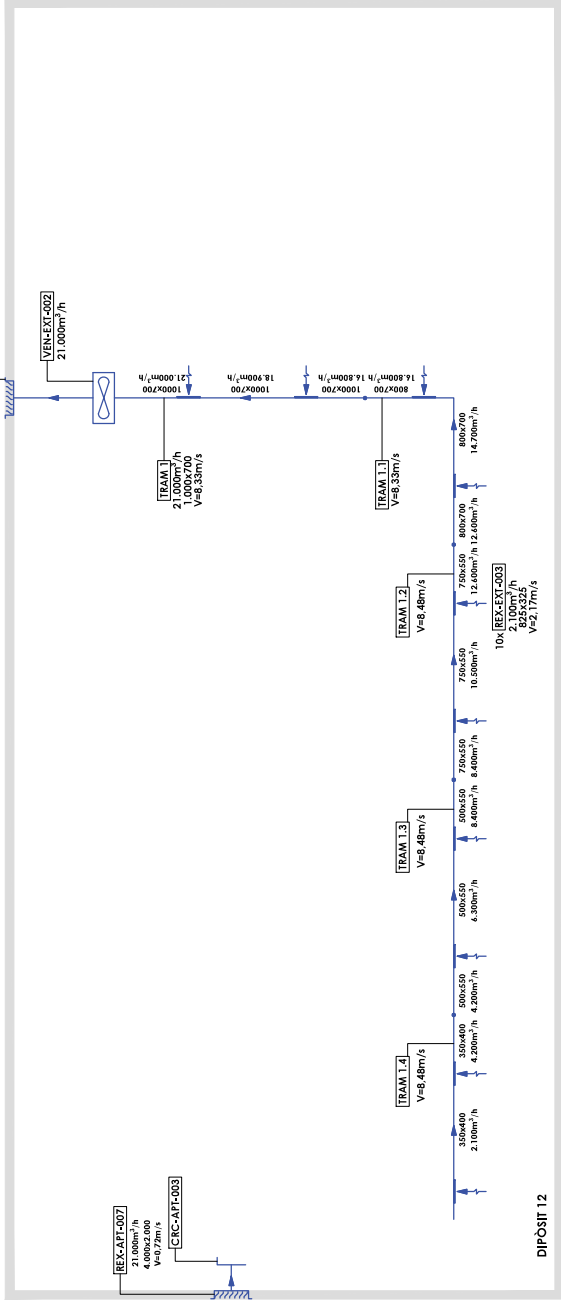 VEN-EXT-002
21.000m³/h
1000x700
21.000m³/h
TRAM 1
21.000m³/h
1.000x700
V=8,33m/s
1000x700
18.900m³/h
1000x700
16.800m³/h
800x700
16.800m³/h
TRAM 1.1
V=8,33m/s
800x700
14.700m³/h
800x700
12.600m³/h
750x550
12.600m³/h
TRAM 1.2
V=8,48m/s
10x REX-EXT-003
2.100m³/h
825x325
V=2,17m/s
750x550
10.500m³/h
750x550
8.400m³/h
500x550
8.400m³/h
TRAM 1.3
V=8,48m/s
500x550
6.300m³/h
500x550
4.200m³/h
350x400
4.200m³/h
TRAM 1.4
V=8,48m/s
350x400
2.100m³/h
REX-APT-007
21.000m³/h
4.000x2.000
V=0,72m/s
CRC-APT-003
DIPÒSIT 12